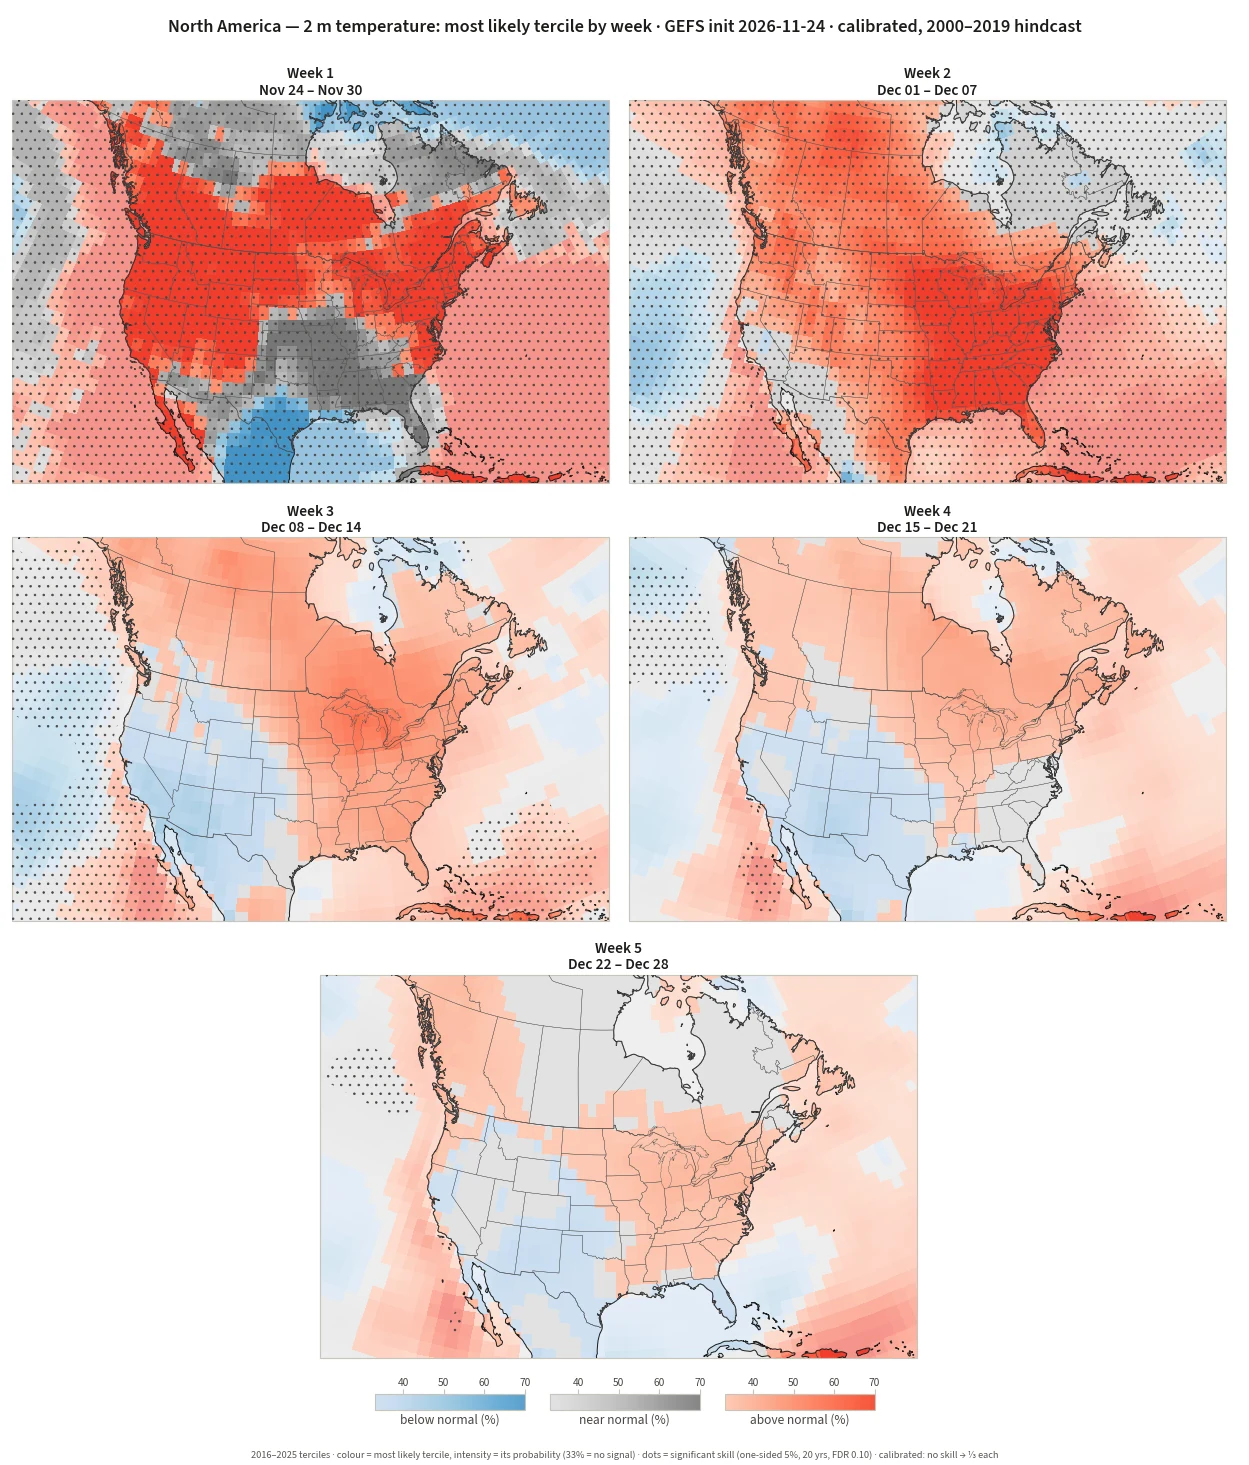 North America — 2 m temperature: most likely tercile by week · GEFS init 2026-11-24 · calibrated, 2000–2019 hindcast
Week 1
Nov 24 – Nov 30
Week 2
Dec 01 – Dec 07
Week 3
Dec 08 – Dec 14
Week 4
Dec 15 – Dec 21
Week 5
Dec 22 – Dec 28
40 50 60 70
below normal (%)
40 50 60 70
near normal (%)
40 50 60 70
above normal (%)
2016–2025 terciles · colour = most likely tercile, intensity = its probability (33% = no signal) · dots = significant skill (one-sided 5%, 20 yrs, FDR 0.10) · calibrated: no skill → ⅓ each